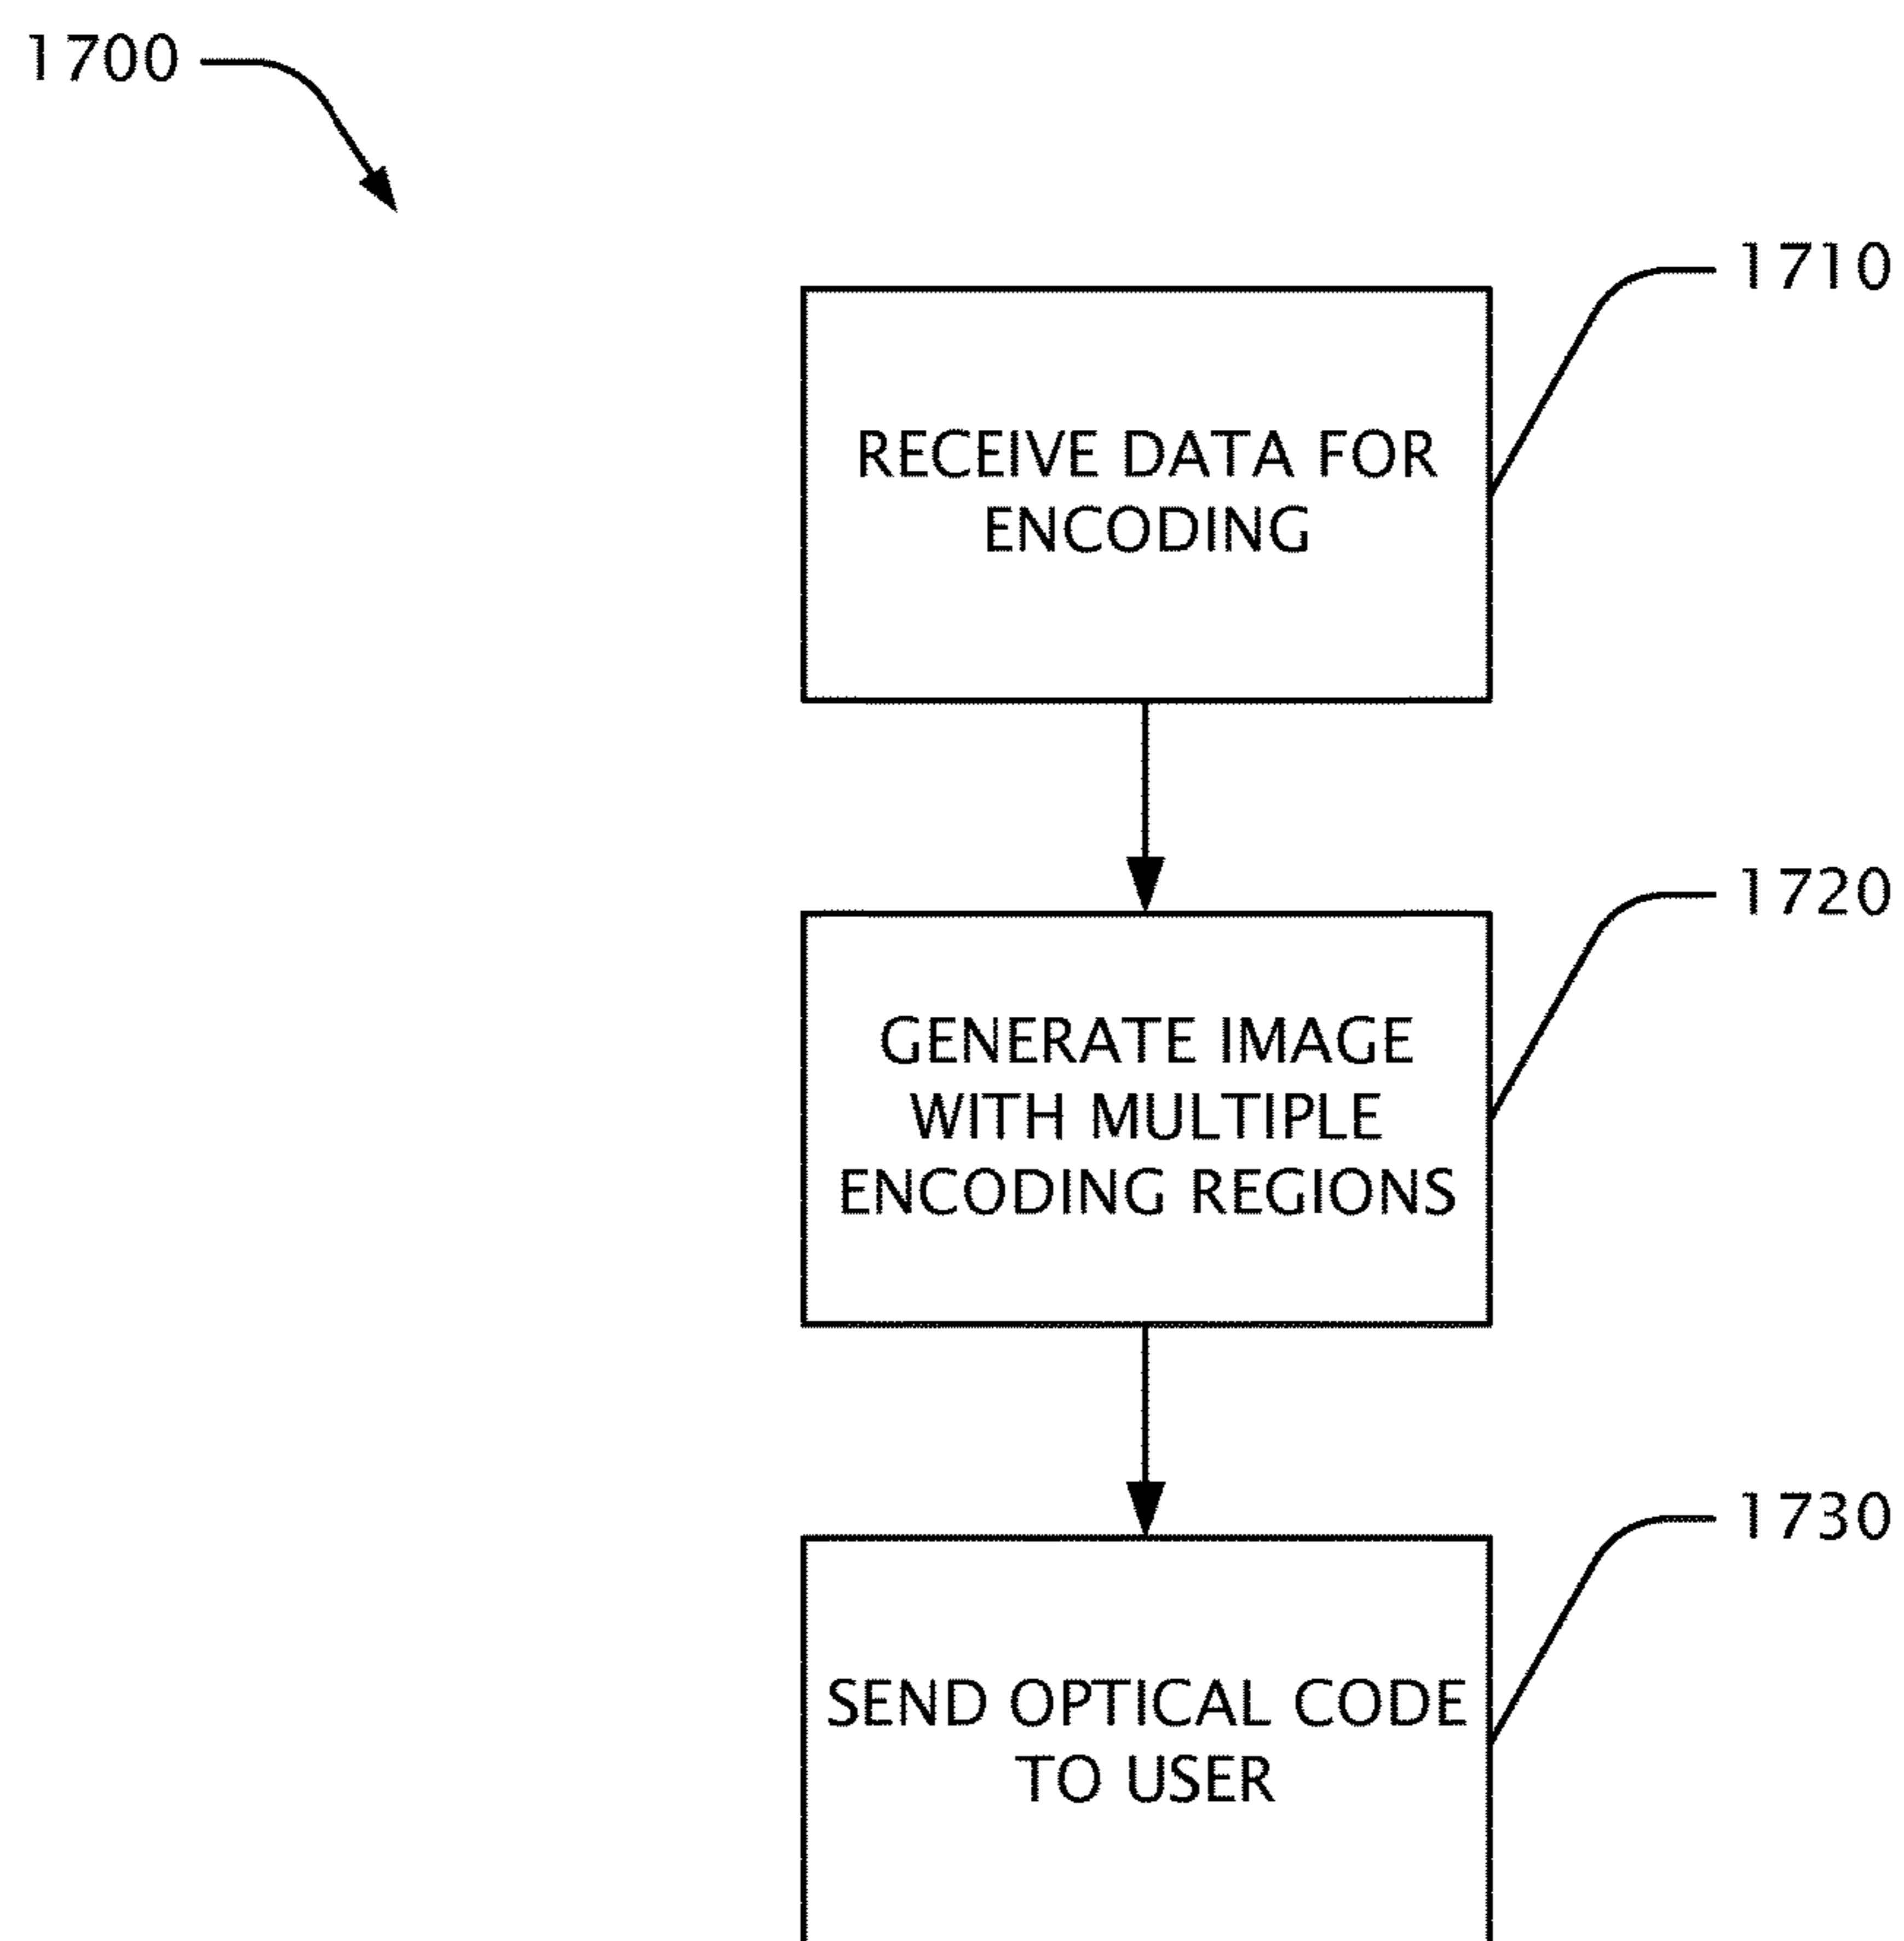 1700
1710
RECEIVE DATA FOR
ENCODING
1720
GENERATE IMAGE
WITH MULTIPLE
ENCODING REGIONS
1730
SEND OPTICAL CODE
TO USER